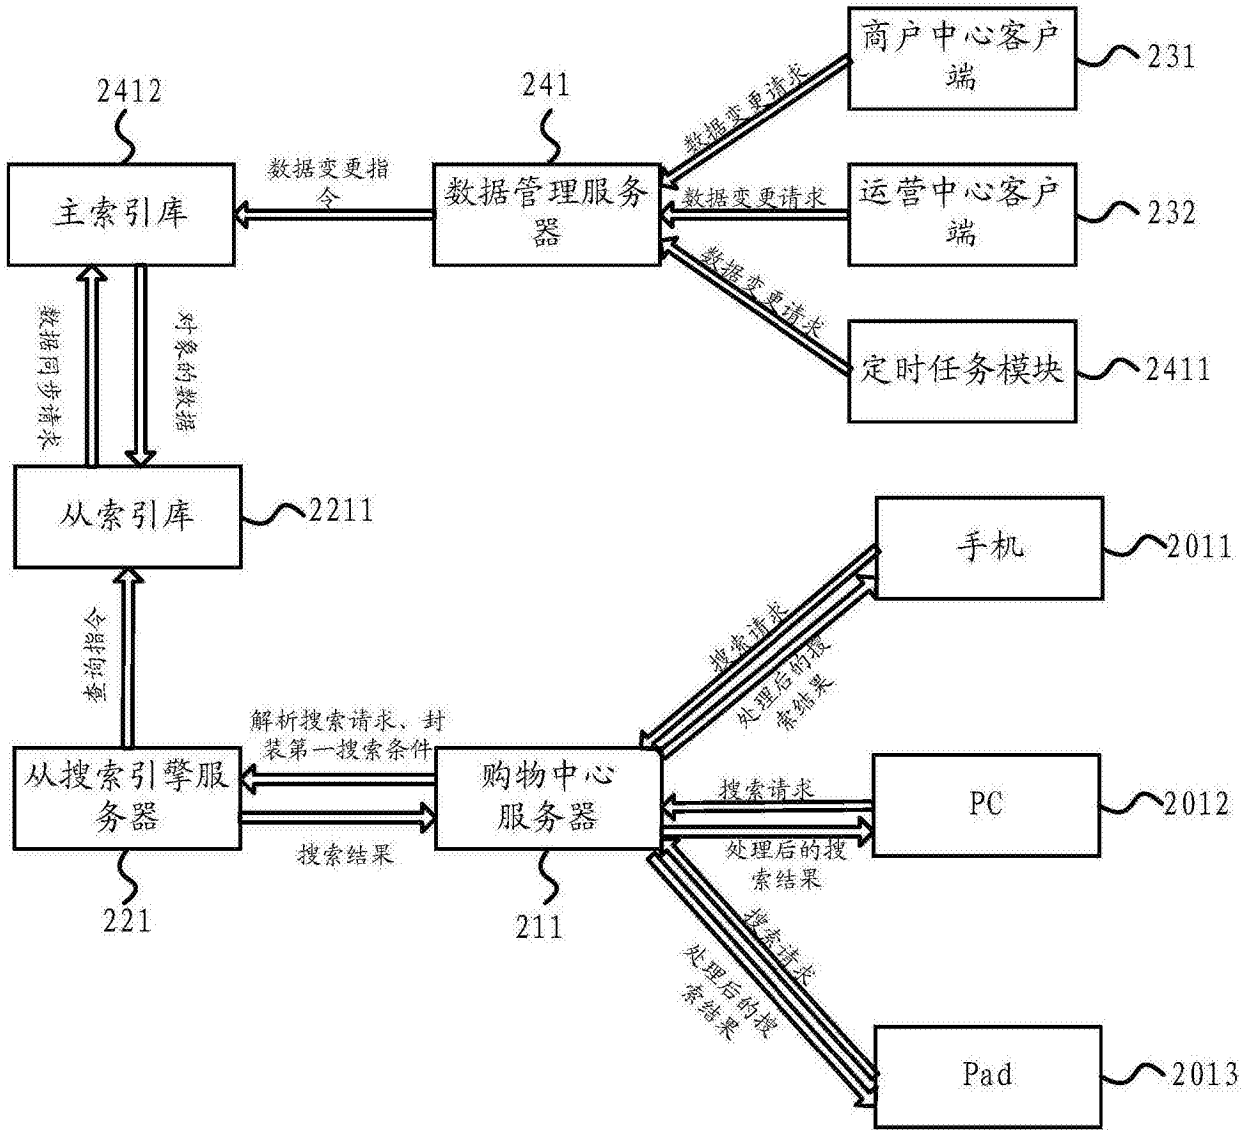 商户中心客户
端
231
2412
241
数据变更请求
数据变更指
令
主索引库
数据管理服务
器
数据变更请求
运营中心客户
端
232
数据变更请求
定时任务模块
2411
数据同步请求
对象的数据
从索引库
2211
手机
2011
查询指令
搜索请求
处理后的搜
索结果
解析搜索请求、封
装第一搜索条件
从搜索引擎服
务器
购物中心
服务器
搜索请求
PC
2012
搜索结果
处理后的搜
索结果
221
211
搜索请求
处理后的搜
索结果
Pad
2013